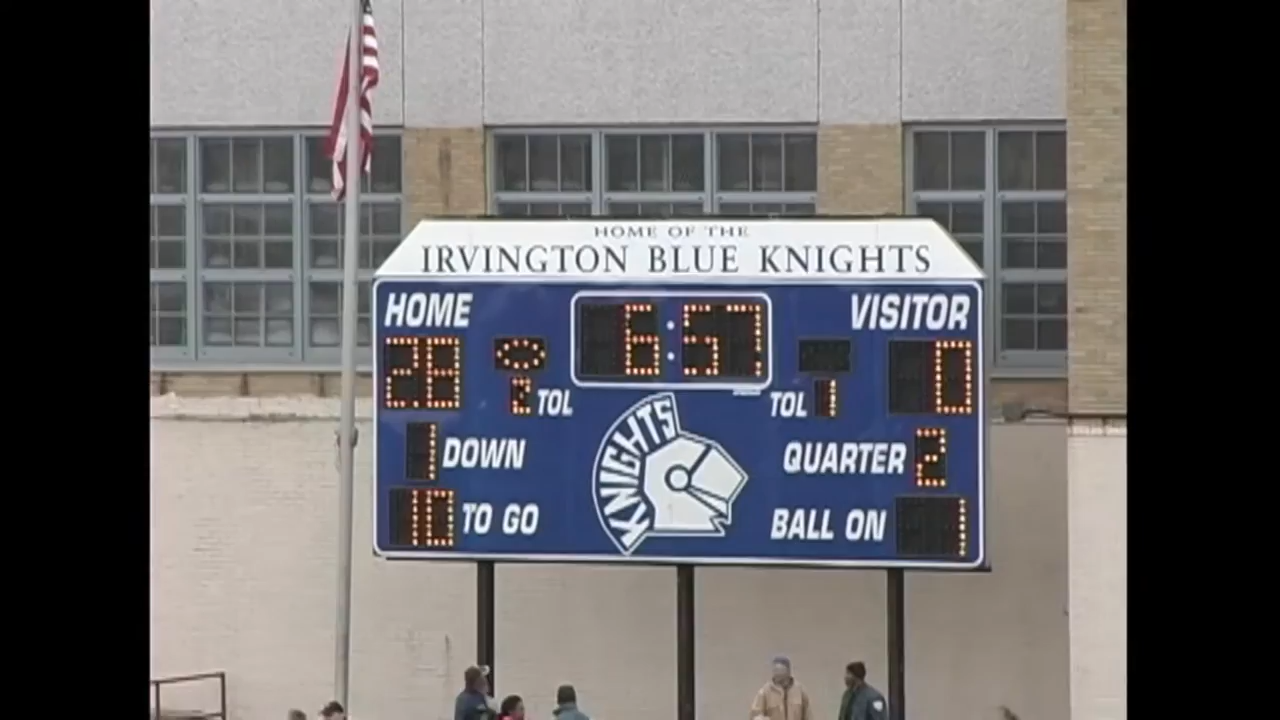 HOME OF THE
IRVINGTON BLUE KNIGHTS
HOME 6:57 VISITOR
28 0
2 TOL TOL 1
1 DOWN KNIGHTS QUARTER 2
10 TO GO BALL ON 1